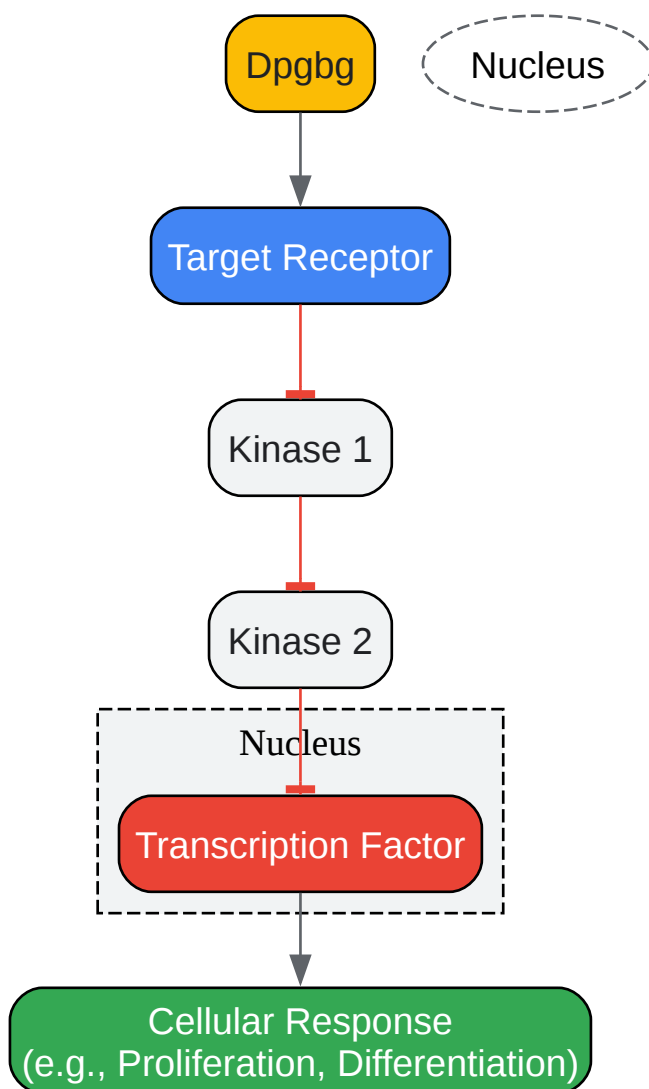 Dpgbg
Nucleus
Target Receptor
Kinase 1
Kinase 2
Nucleus
Transcription Factor
Cellular Response
(e.g., Proliferation, Differentiation)